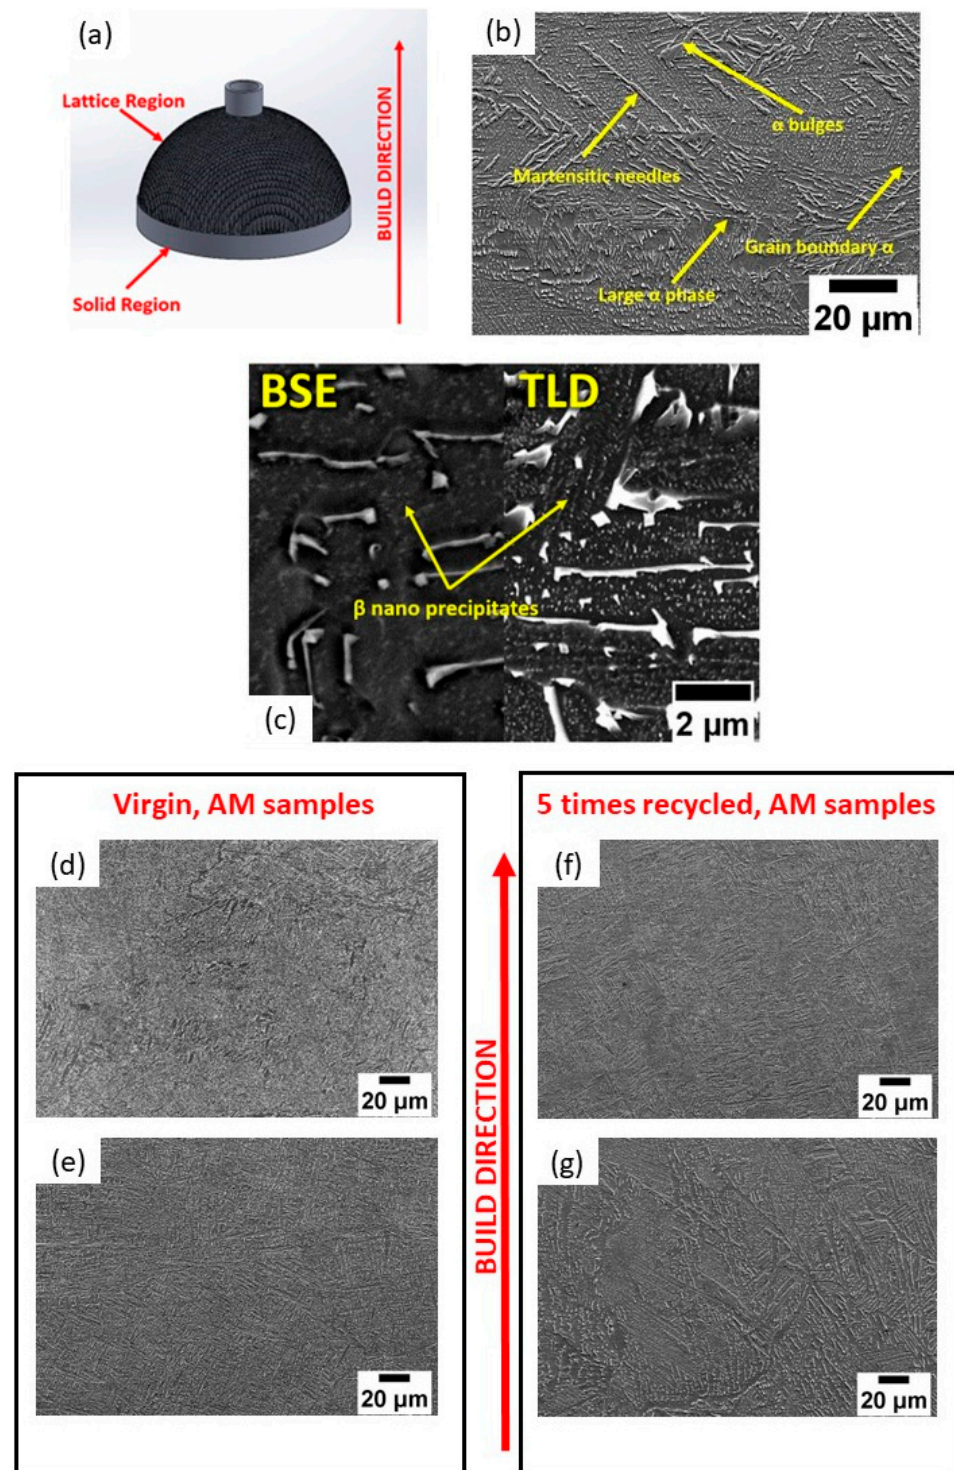 (a)
Lattice Region
Solid Region
BUILD DIRECTION
(b)
α bulges
Martensitic needles
Grain boundary α
Large α phase
20 µm
BSE
TLD
β nano precipitates
(c)
2 µm
Virgin, AM samples
(d)
20 µm
(e)
20 µm
BUILD DIRECTION
5 times recycled, AM samples
(f)
20 µm
(g)
20 µm